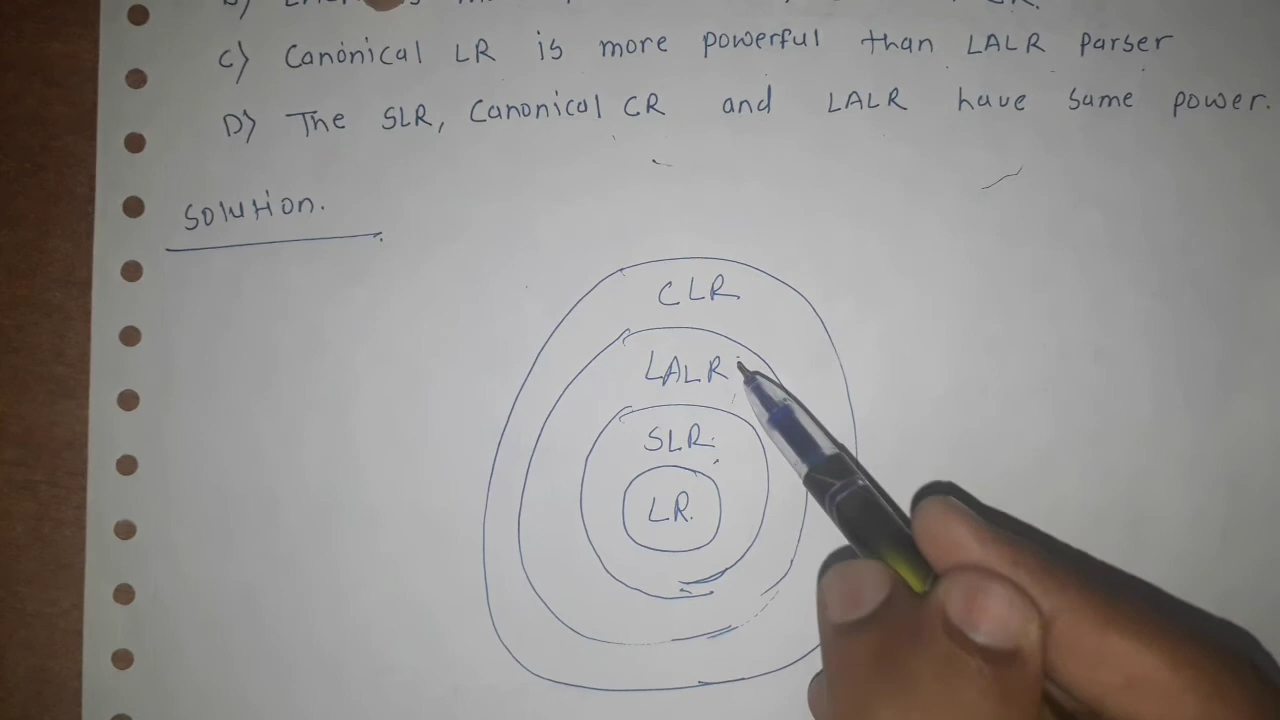 C) Canonical LR is more powerful than LALR Parser
D) The SLR, Canonical CR and LALR have same power.
Solution.
CLR
LALR
SLR.
LR.